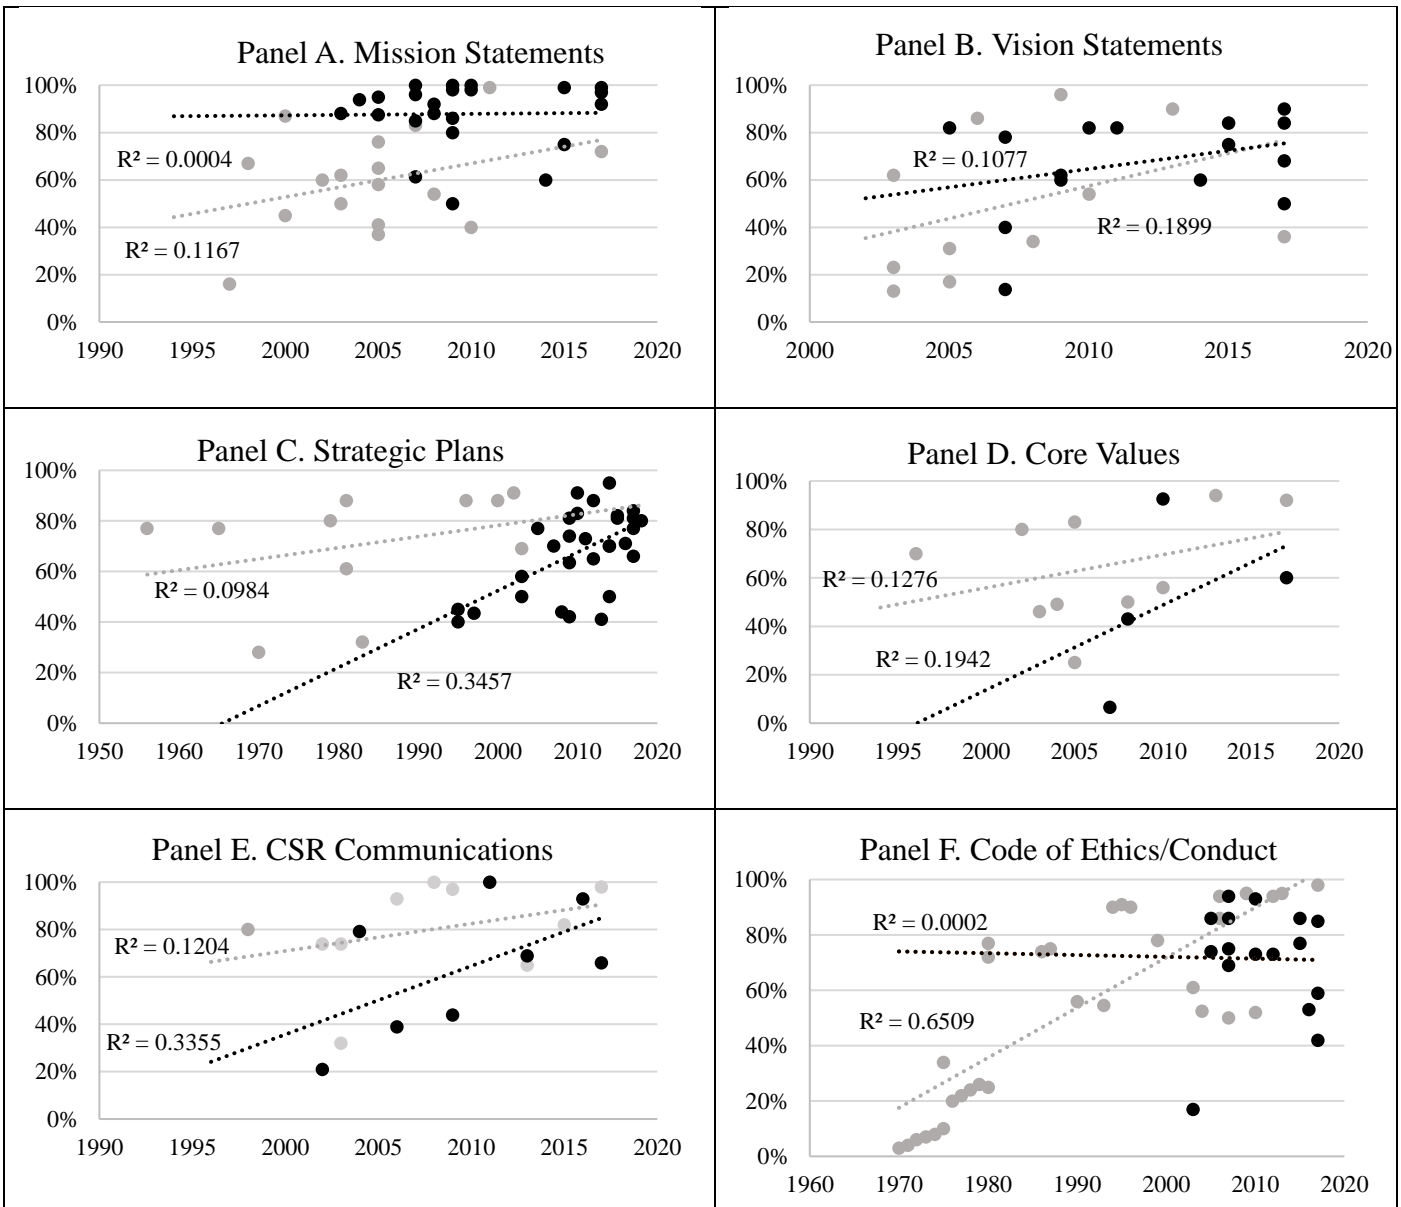 Panel A. Mission Statements
100%
80%
60%
40%
20%
0%
R² = 0.0004
R² = 0.1167
1990 1995 2000 2005 2010 2015 2020
Panel B. Vision Statements
100%
80%
60%
40%
20%
0%
R² = 0.1077
R² = 0.1899
2000 2005 2010 2015 2020
Panel C. Strategic Plans
100%
80%
60%
40%
20%
0%
R² = 0.0984
R² = 0.3457
1950 1960 1970 1980 1990 2000 2010 2020
Panel D. Core Values
100%
80%
60%
40%
20%
0%
R² = 0.1276
R² = 0.1942
1990 1995 2000 2005 2010 2015 2020
Panel E. CSR Communications
100%
80%
60%
40%
20%
0%
R² = 0.1204
R² = 0.3355
1990 1995 2000 2005 2010 2015 2020
Panel F. Code of Ethics/Conduct
100%
80%
60%
40%
20%
0%
R² = 0.0002
R² = 0.6509
1960 1970 1980 1990 2000 2010 2020